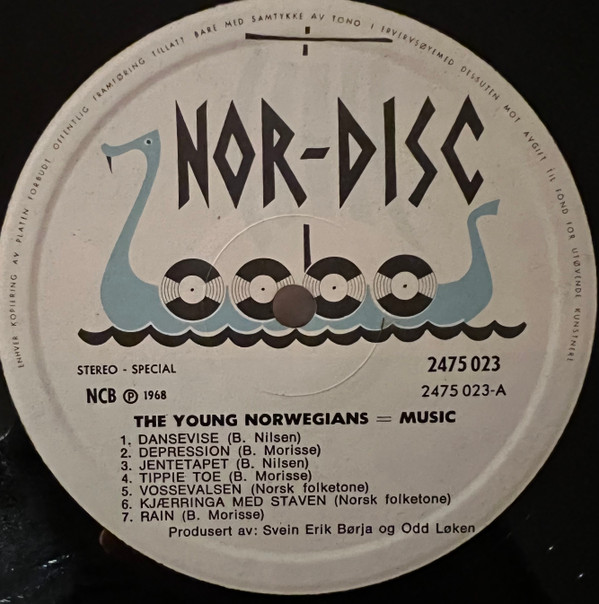 ENHVER KOPIERING AV PLATEN FORBUDT. OFFENTLIG FRAMFØRING TILLATT BARE MED SAMTYKKE AV TONO I ERVERVSØYEMED DESSUTEN MOT AVGIFT TIL FOND FOR UTØVENDE KUNSTNERE
NOR-DISC
STEREO - SPECIAL
2475 023
NCB Ⓟ 1968
2475 023-A
THE YOUNG NORWEGIANS = MUSIC
1. DANSEVISE (B. Nilsen)
2. DEPRESSION (B. Morisse)
3. JENTETAPET (B. Nilsen)
4. TIPPIE TOE (B. Morisse)
5. VOSSEVALSEN (Norsk folketone)
6. KJÆRRINGA MED STAVEN (Norsk folketone)
7. RAIN (B. Morisse)
Produsert av: Svein Erik Børja og Odd Løken